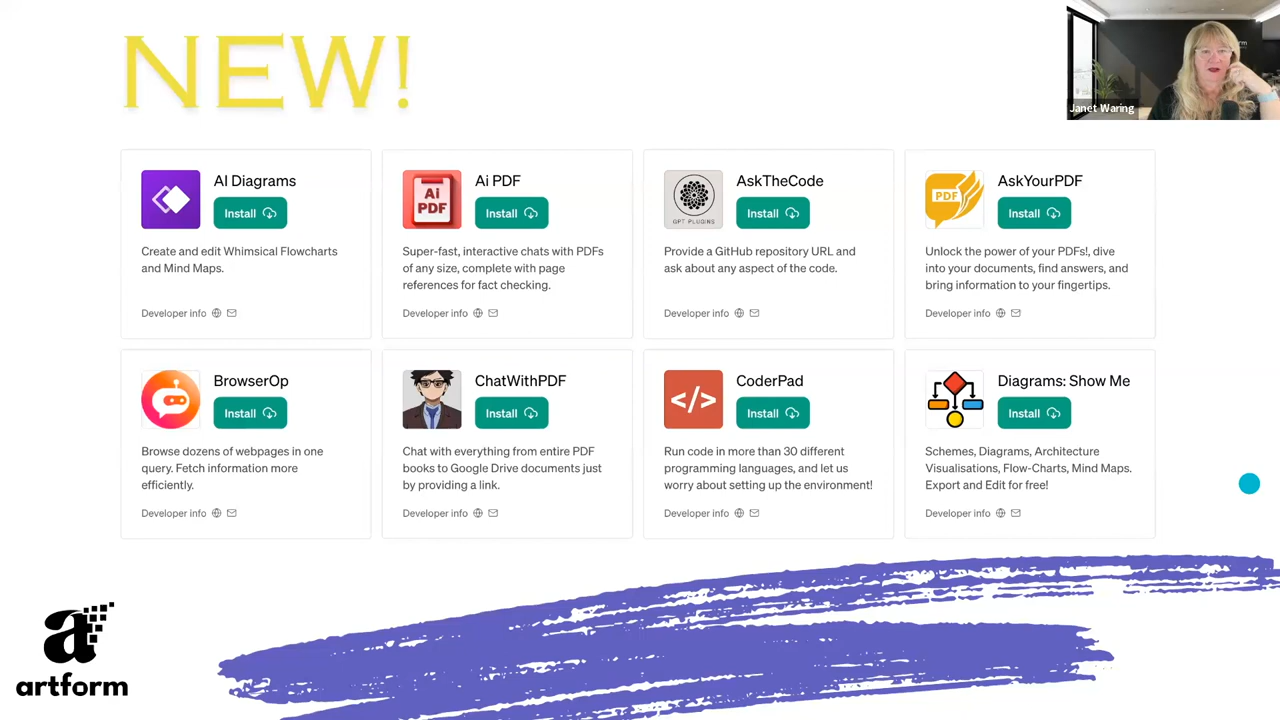 NEW!
Janet Waring
AI Diagrams
Install
Create and edit Whimsical Flowcharts
and Mind Maps.
Developer info
Ai
PDF
Ai PDF
Install
Super-fast, interactive chats with PDFs
of any size, complete with page
references for fact checking.
Developer info
GPT PLUGINS
AskTheCode
Install
Provide a GitHub repository URL and
ask about any aspect of the code.
Developer info
PDF
AskYourPDF
Install
Unlock the power of your PDFs!, dive
into your documents, find answers, and
bring information to your fingertips.
Developer info
BrowserOp
Install
Browse dozens of webpages in one
query. Fetch information more
efficiently.
Developer info
ChatWithPDF
Install
Chat with everything from entire PDF
books to Google Drive documents just
by providing a link.
Developer info
</>
CoderPad
Install
Run code in more than 30 different
programming languages, and let us
worry about setting up the environment!
Developer info
Diagrams: Show Me
Install
Schemes, Diagrams, Architecture
Visualisations, Flow-Charts, Mind Maps.
Export and Edit for free!
Developer info
a
artform